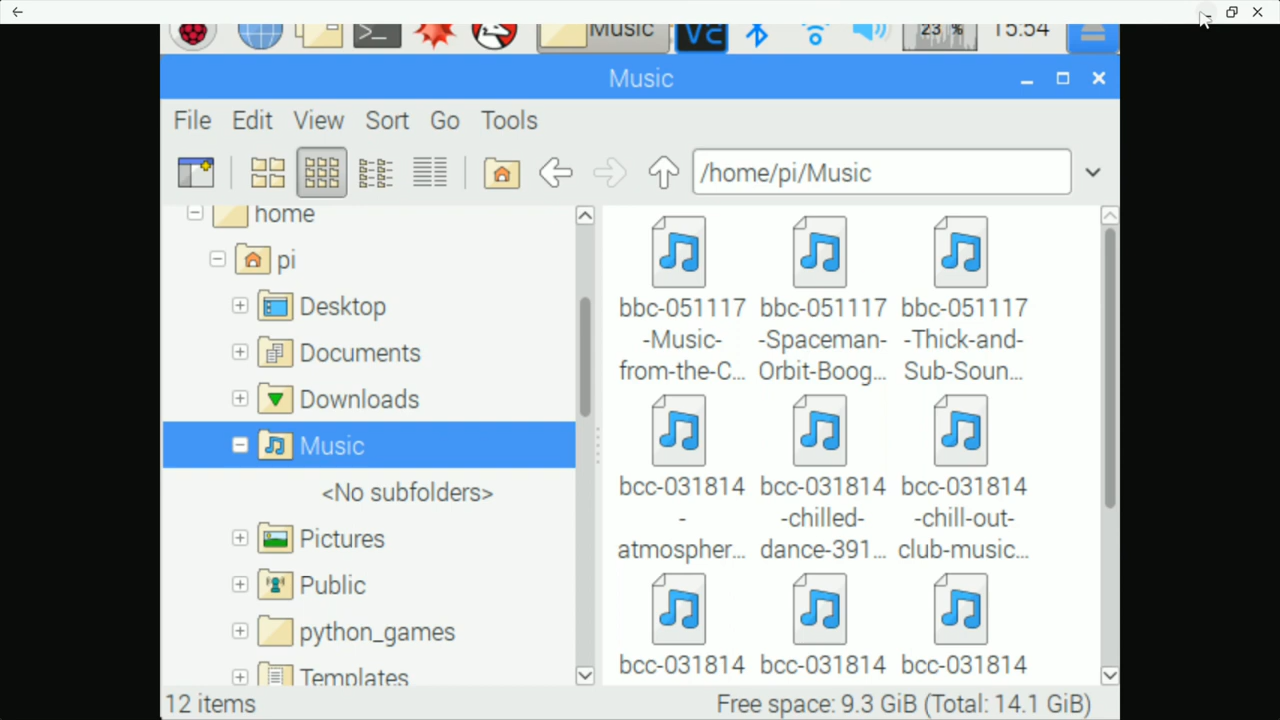 Music
23 %
15:54
Music
File Edit View Sort Go Tools
/home/pi/Music
home
pi
Desktop
Documents
Downloads
Music
<No subfolders>
Pictures
Public
python_games
Templates
bbc-051117
-Music-
from-the-C...
bbc-051117
-Spaceman-
Orbit-Boog...
bbc-051117
-Thick-and-
Sub-Soun...
bcc-031814
-
atmospher...
bcc-031814
-chilled-
dance-391...
bcc-031814
-chill-out-
club-music...
bcc-031814
bcc-031814
bcc-031814
12 items
Free space: 9.3 GiB (Total: 14.1 GiB)